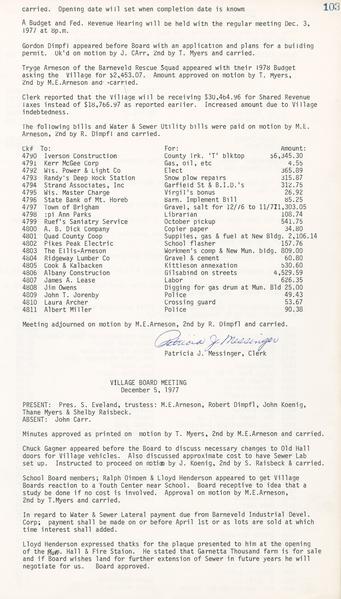 103
carried. Opening date will set when completion date is known
A Budget and Fed. Revenue Hearing will be held with the regular meeting Dec. 3,
1977 at 8p.m.
Gordon Dimpfl appeared before Board with an application and plans for a building
permit. Ok'd on motion by J. CArr, 2nd by T. Myers and carried.
Tryge Arneson of the Barneveld Rescue Squad appeared with their 1978 Budget
asking the Village for $2,453.07. Amount approved on motion by T. Myers,
2nd by M.E.Arneson and carried.
Clerk reported that the Village will be receiving $30,464.96 for Shared Revenue
Taxes instead of $18,766.97 as reported earlier. Increased amount due to Village
indebtedness.
The following bills and Water & Sewer Utility bills were paid on motion by M.E.
Arneson, 2nd by R. Dimpfl and carried.
Ck# To: For: Amount:
4790 Iverson Construction County Irk. 'T' blktop $6,345.30
4791 Kerr McGee Corp Gas, oil, etc 4.55
4792 Wis. Power & Light Co Elect 365.89
4793 Randy's Deep Rock Station Snow plow repairs 315.87
4794 Strand Associates, Inc Garfield St & B.I.D.'s 312.75
4795 Wis. Master Charge Virgil's bonus 26.92
4796 State Bank of Mt. Horeb Barn. Implement Bill 85.25
4797 Town of Brigham Gravel, salt for 12/6 to 11/7/1,303.05
4798 Lpi Ann Parks Librarian 108.74
4799 Ruef's Saniatry Service October pickup 541.75
4800 A. B. Dick Company Copier paper 34.80
4801 Quad County Coop Supplies, gas & fuel at New Bldg. 2,106.14
4802 Pikes Peak Electric School flasher 157.76
4803 The Ellis-Arneson Workmen's comp & New Mun. bldg. 809.00
4804 Ridgeway Lumber Co Gravel & cement 60.80
4805 Cook & Kalbacken Kittleson annexation 530.60
4806 Albany Construcion Gilsabind on streets 4,529.59
4807 James A. Lease Labor 626.35
4808 Jim Owens Digging for gas drum at Mun. Bld 25.00
4809 John T. Jorenby Police 49.43
4810 Laura Archer Crossing guard 53.67
4811 Albert Miller Police 90.38
Meeting adjourned on motion by M.E.Arneson, 2nd by R. Dimpfl and carried.
Patricia J. Messinger
Patricia J. Messinger, Clerk
VILLAGE BOARD MEETING
December 5, 1977
PRESENT: Pres. S. Eveland, trustess: M.E.Arneson, Robert Dimpfl, John Koenig,
Thane Myers & Shelby Raisbeck.
ABSENT: John Carr.
Minutes approved as printed on motion by T. Myers, 2nd by M.E.Arneson and carried.
Chuck Gagner appeared before the Board to discuss necessary changes to Old Hall
doors for Village vehicles. Also discussed approximate cost to have Sewer Lab
set up. Instructed to proceed on motion by J. Koenig, 2nd by S. Raisbeck & carried.
School Board members; Ralph Oimoen & Lloyd Henderson appeared to get Village
Boards reaction to a Youth Center near School. Board receptive to idea that a
study be done if no cost is involved. Approval on motion by M.E.Arneson,
2nd by T.Myers and carried.
In regard to Water & Sewer Lateral payment due from Barneveld Industrial Devel.
Corp; payment shall be made on or before April 1st or as lots are sold at which
time interest shall added.
Lloyd Henderson expressed thatks for the plaque presented to him at the opening
of the Mun. Hall & Fire Staion. He stated that Garnetta Thousand farm is for sale
and if Board wishes land for further extension of Sewer in future years he will
negotiate for us. Board approved.